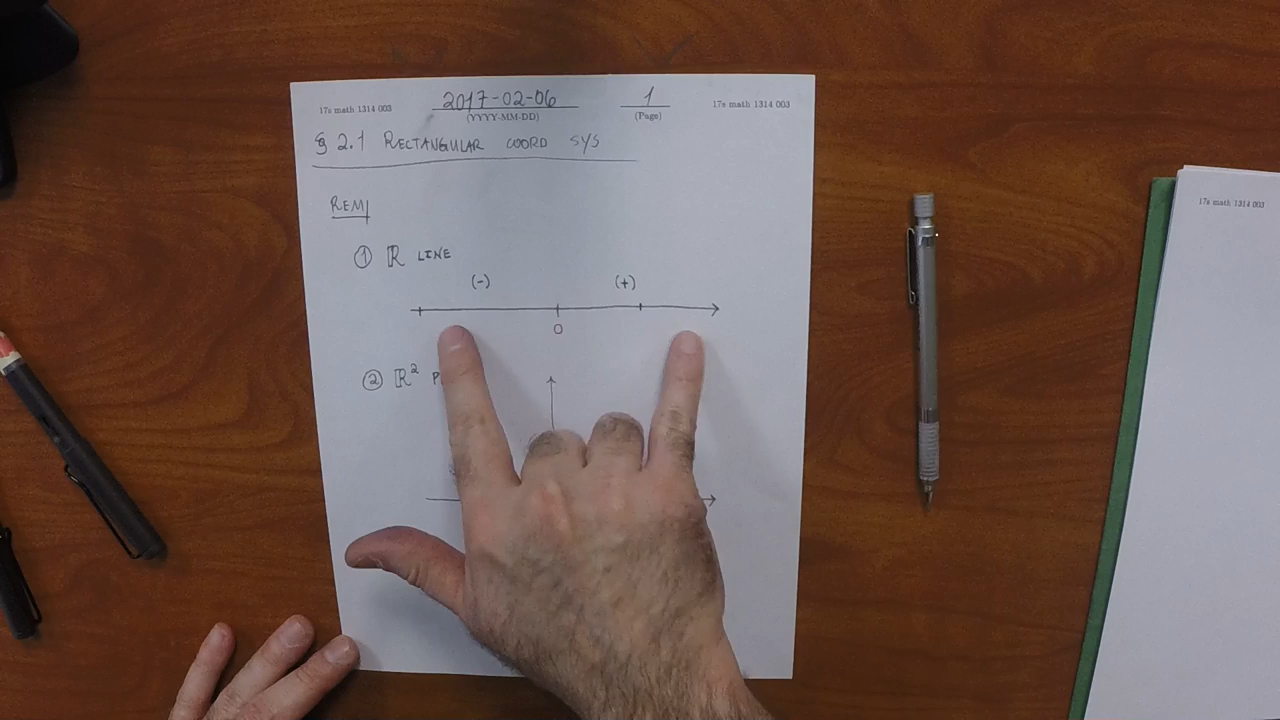 17s math 1314 003 2017-02-06 1 17s math 1314 003
(YYYY-MM-DD) (Page)
§ 2.1 RECTANGULAR COORD SYS
REM
① ℝ LINE
(-) (+)
0
② ℝ²
17s math 1314 003